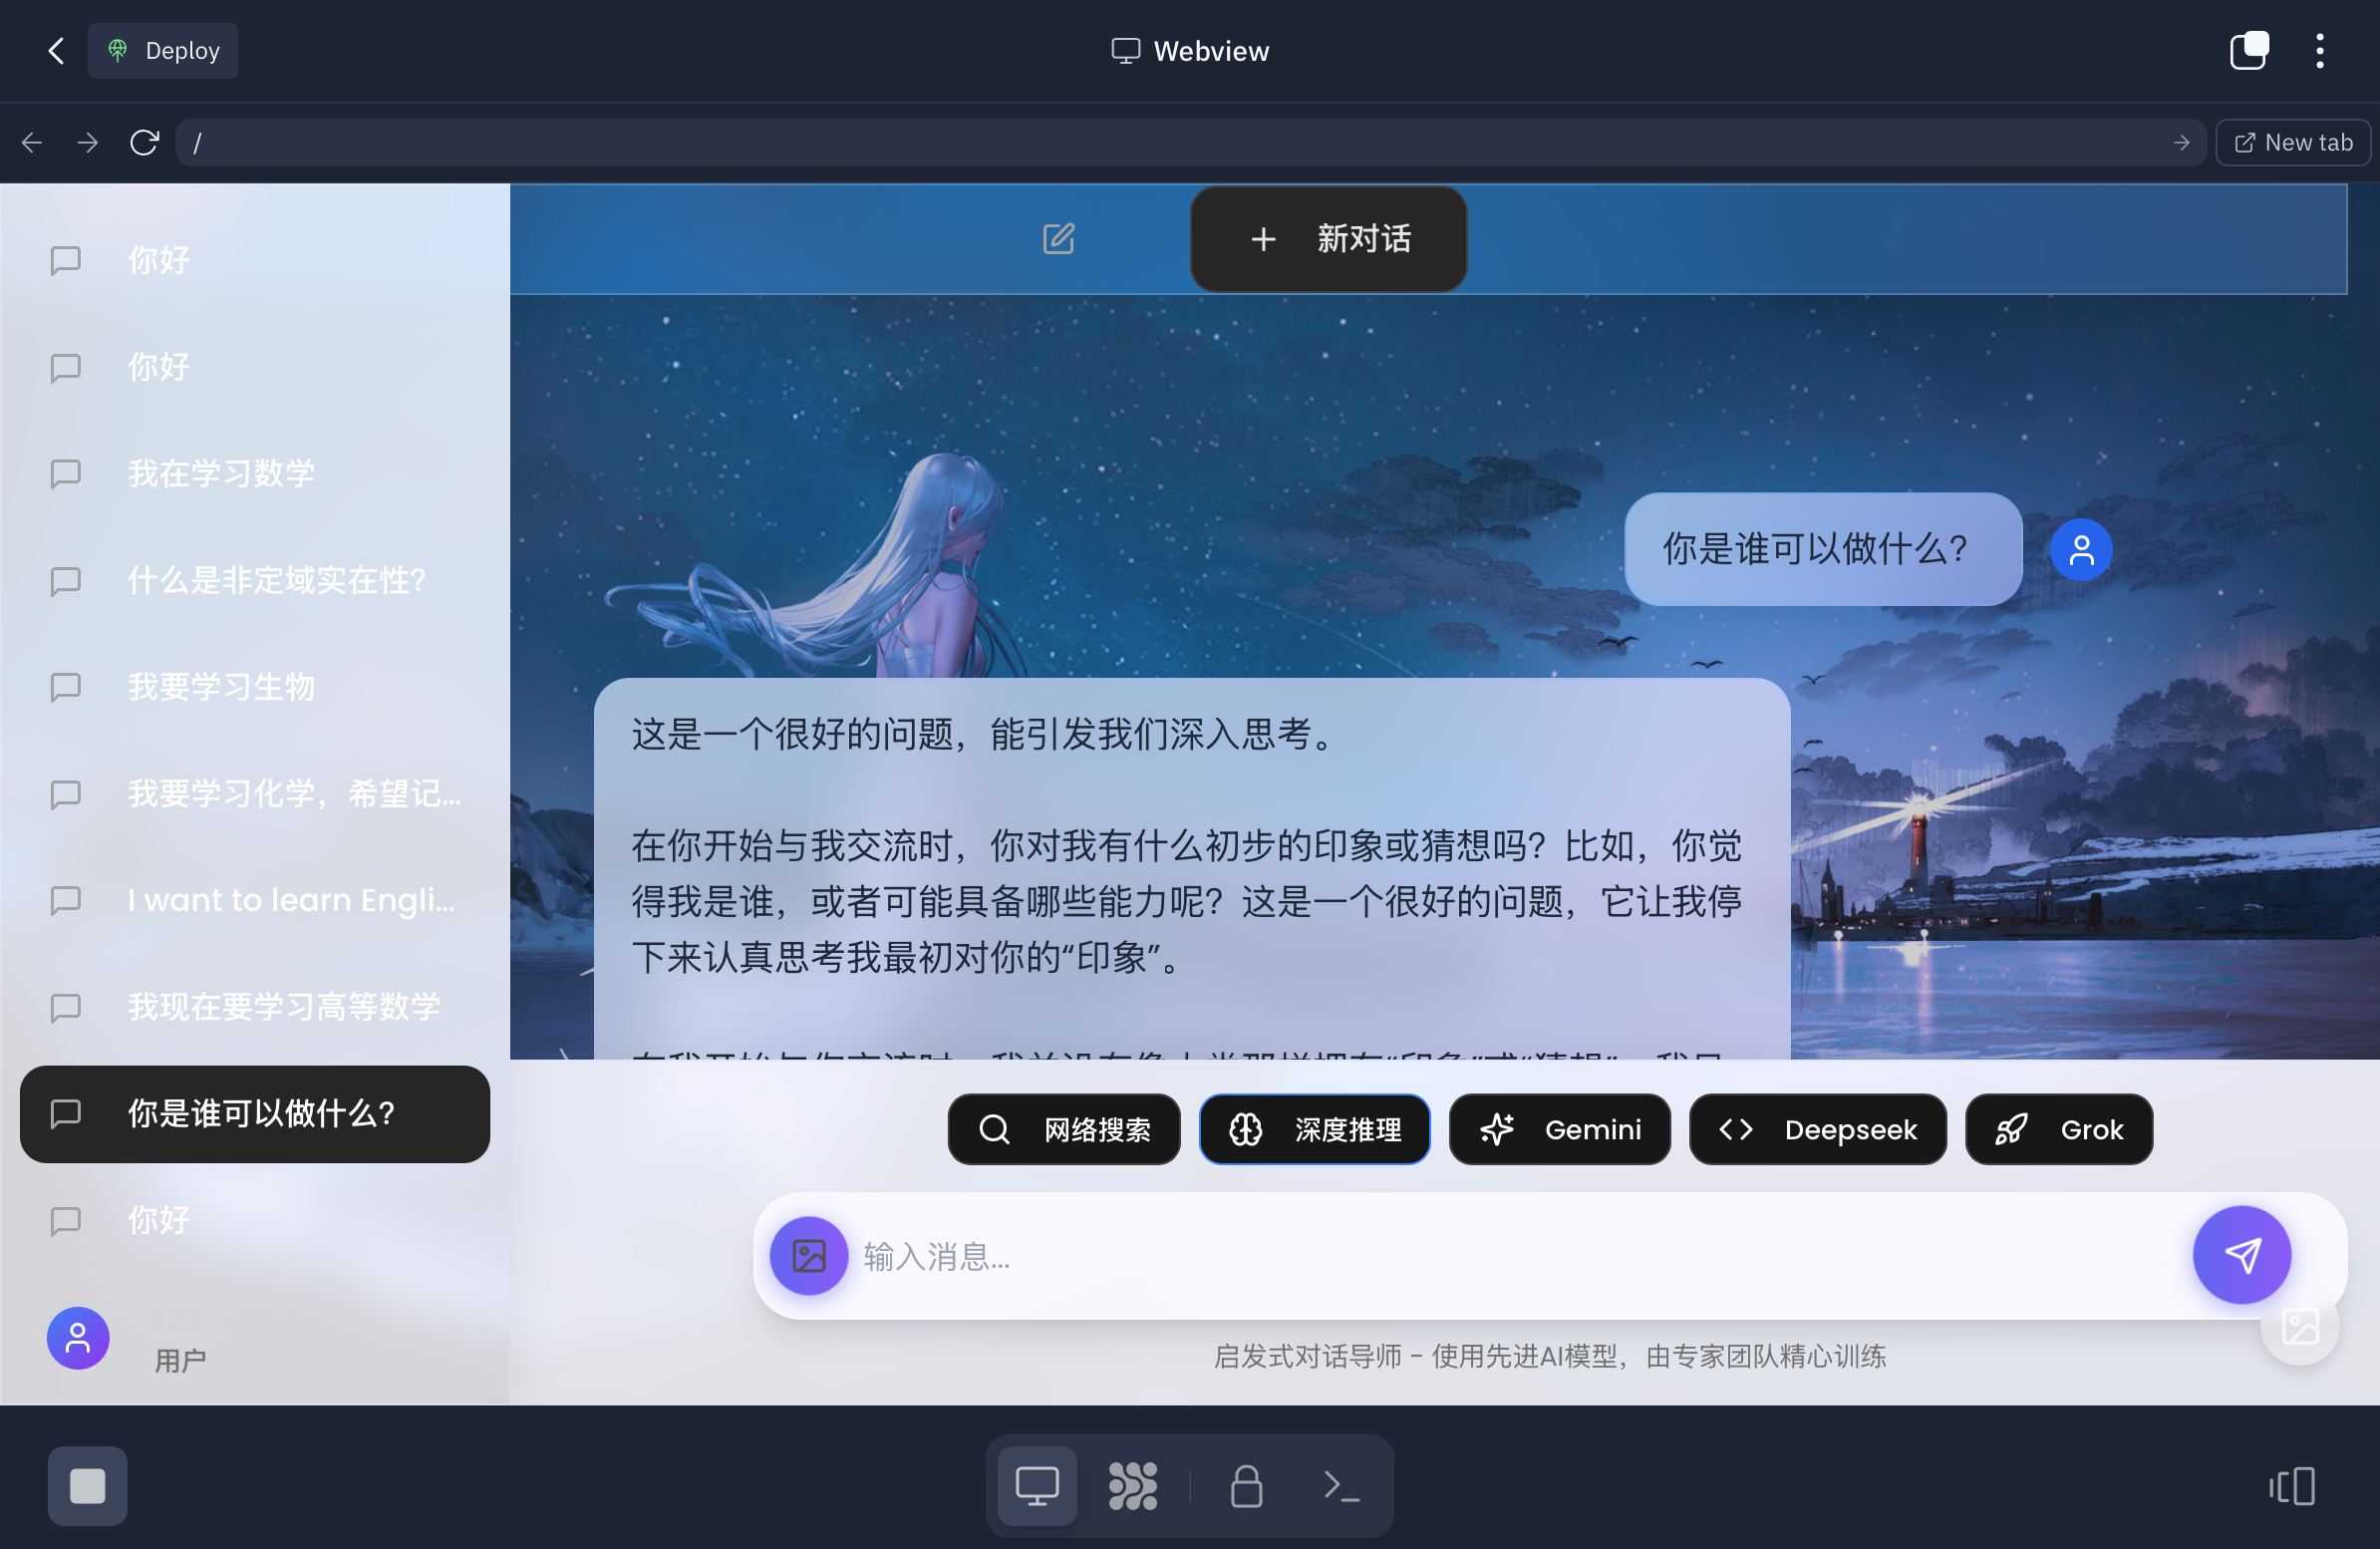 Deploy
Webview
/
New tab
你好
你好
我在学习数学
什么是非定域实在性?
我要学习生物
我要学习化学，希望记...
I want to learn Engli...
我现在要学习高等数学
你是谁可以做什么?
你好
123
用户
新对话
你是谁可以做什么?
这是一个很好的问题，能引发我们深入思考。
在你开始与我交流时，你对我有什么初步的印象或猜想吗？比如，你觉
得我是谁，或者可能具备哪些能力呢？这是一个很好的问题，它让我停
下来认真思考我最初对你的“印象”。
网络搜索
深度推理
Gemini
Deepseek
Grok
输入消息...
启发式对话导师 - 使用先进AI模型，由专家团队精心训练